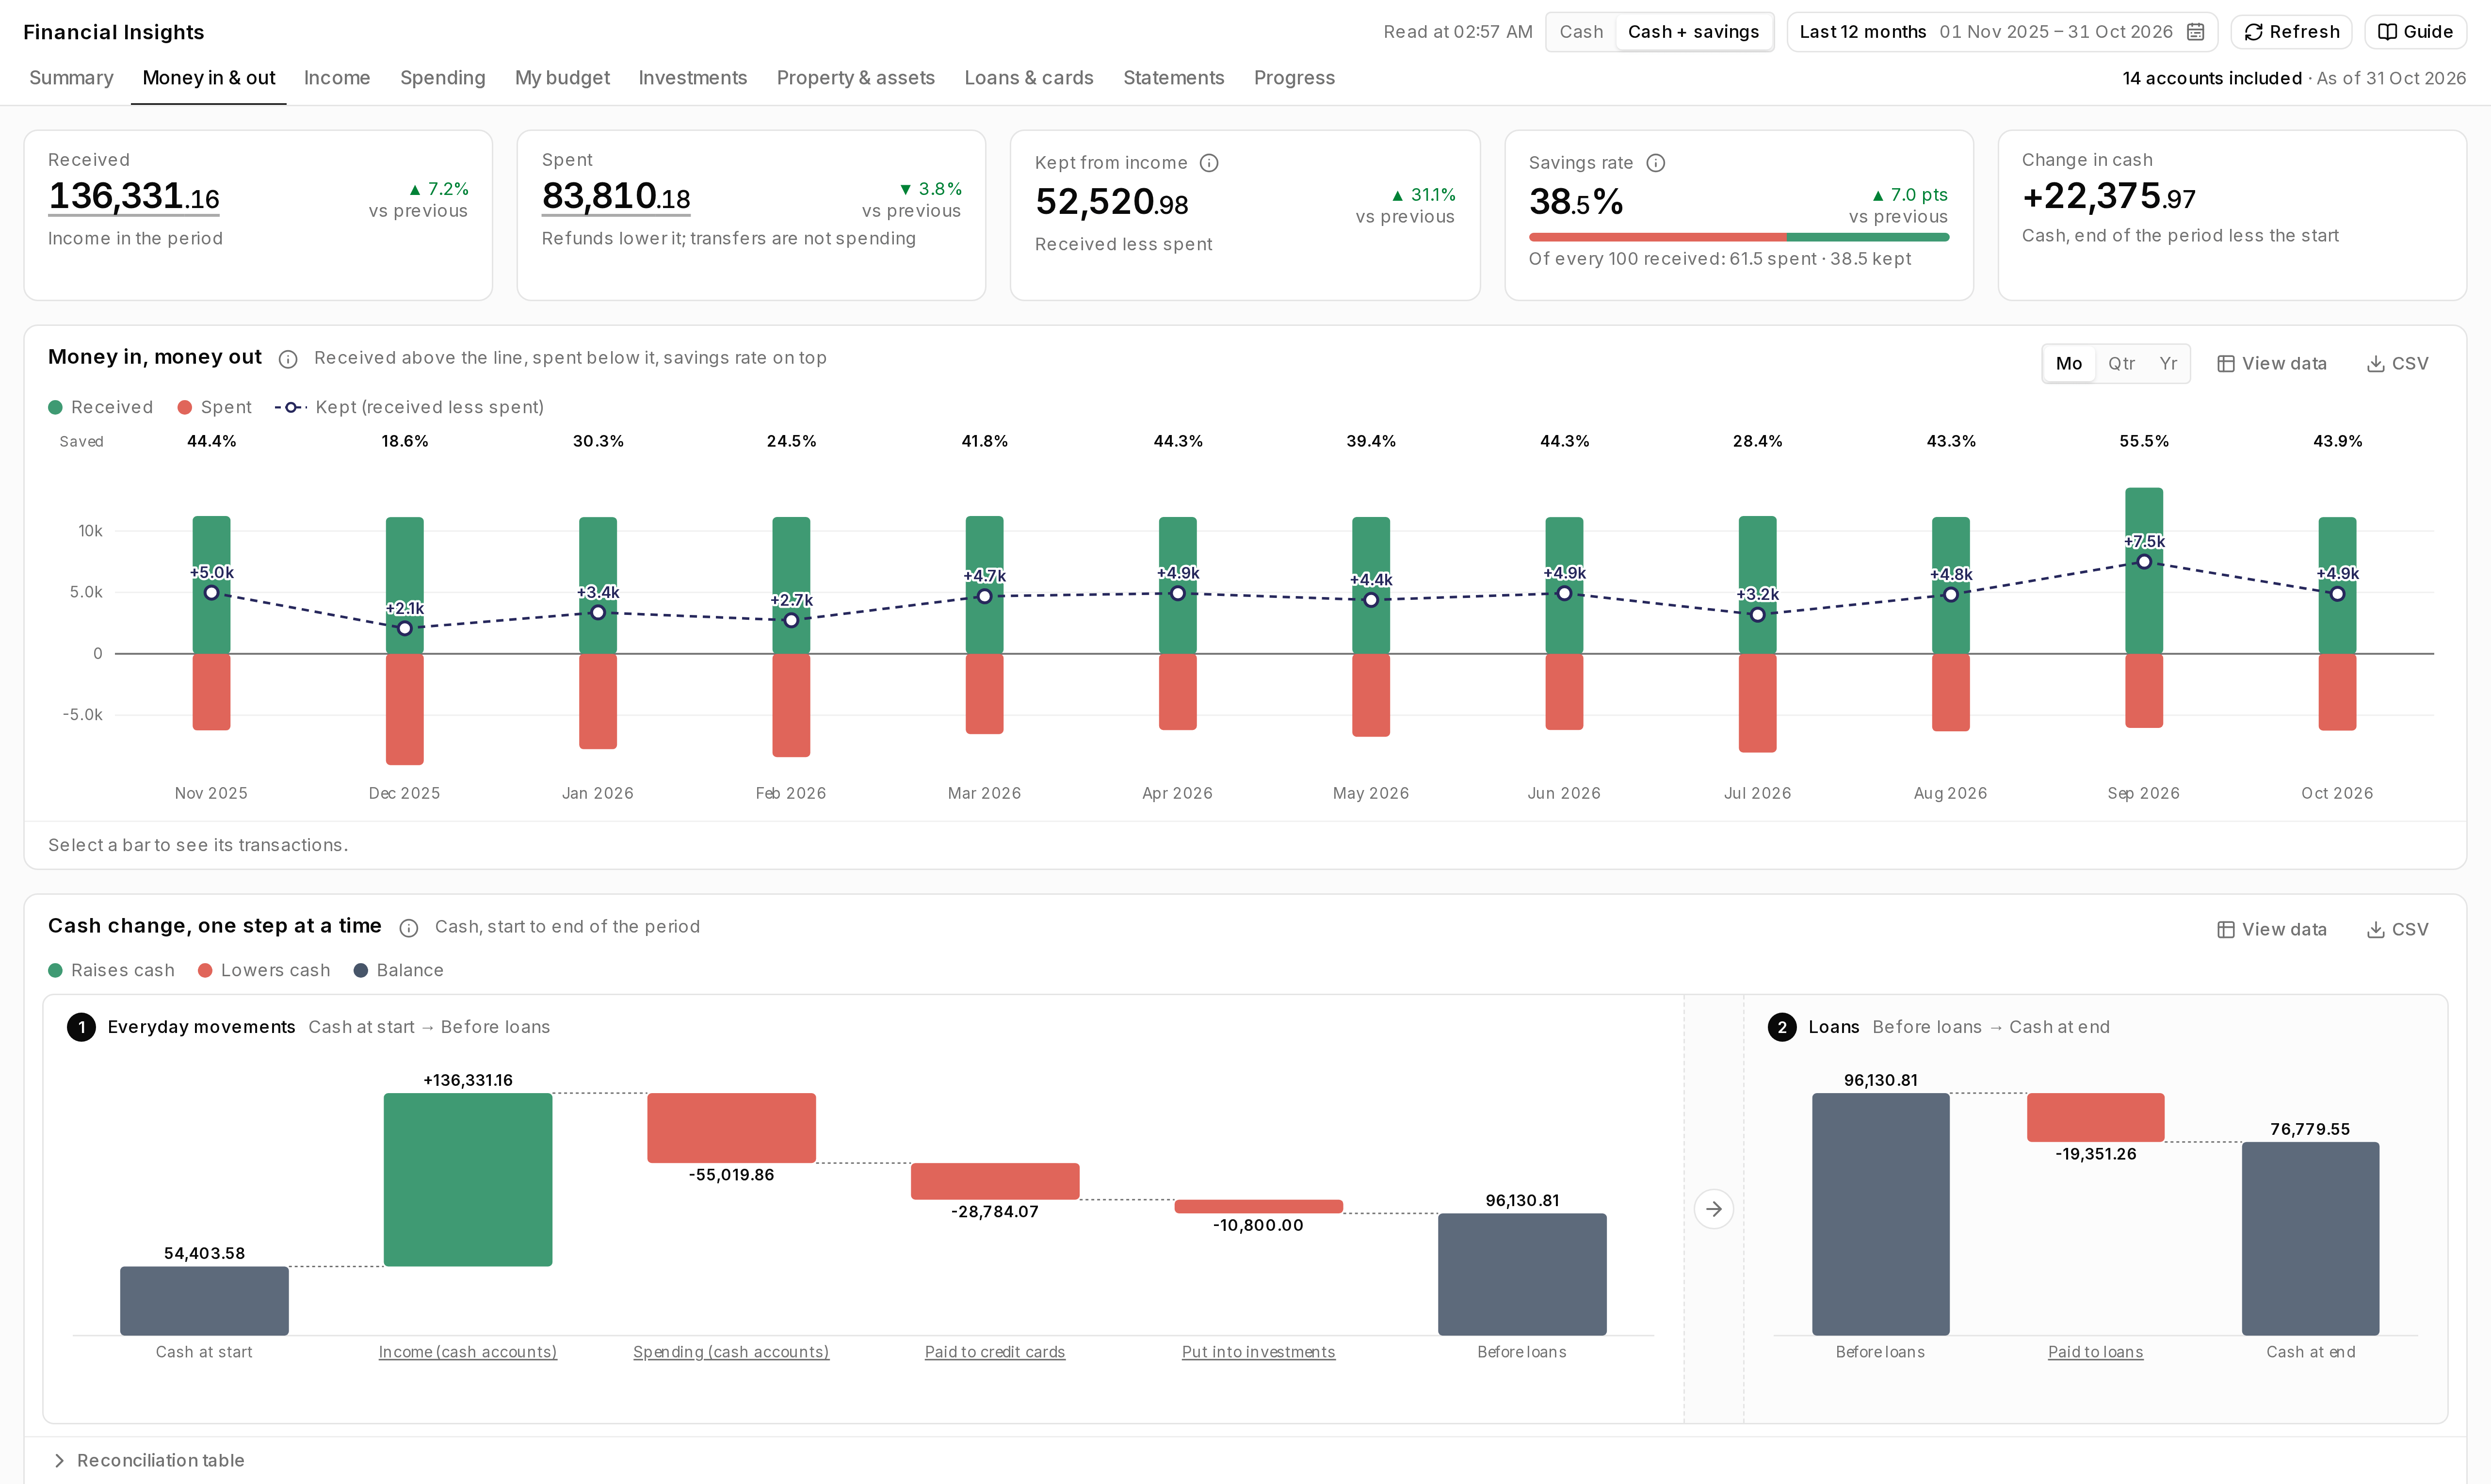 Financial Insights
Read at 02:57 AM
Cash
Cash + savings
Last 12 months 01 Nov 2025 – 31 Oct 2026
Refresh
Guide
Summary
Money in & out
Income
Spending
My budget
Investments
Property & assets
Loans & cards
Statements
Progress
14 accounts included · As of 31 Oct 2026
Received
136,331.16
▲ 7.2%
vs previous
Income in the period
Spent
83,810.18
▼ 3.8%
vs previous
Refunds lower it; transfers are not spending
Kept from income
52,520.98
▲ 31.1%
vs previous
Received less spent
Savings rate
38.5%
▲ 7.0 pts
vs previous
Of every 100 received: 61.5 spent · 38.5 kept
Change in cash
+22,375.97
Cash, end of the period less the start
Money in, money out
Received above the line, spent below it, savings rate on top
Mo
Qtr
Yr
View data
CSV
Received
Spent
Kept (received less spent)
Saved 44.4% 18.6% 30.3% 24.5% 41.8% 44.3% 39.4% 44.3% 28.4% 43.3% 55.5% 43.9%
10k
5.0k
0
-5.0k
+5.0k +2.1k +3.4k +2.7k +4.7k +4.9k +4.4k +4.9k +3.2k +4.8k +7.5k +4.9k
Nov 2025 Dec 2025 Jan 2026 Feb 2026 Mar 2026 Apr 2026 May 2026 Jun 2026 Jul 2026 Aug 2026 Sep 2026 Oct 2026
Select a bar to see its transactions.
Cash change, one step at a time
Cash, start to end of the period
View data
CSV
Raises cash
Lowers cash
Balance
1 Everyday movements Cash at start → Before loans
54,403.58
+136,331.16
-55,019.86
-28,784.07
-10,800.00
96,130.81
Cash at start
Income (cash accounts)
Spending (cash accounts)
Paid to credit cards
Put into investments
Before loans
2 Loans Before loans → Cash at end
96,130.81
-19,351.26
76,779.55
Before loans
Paid to loans
Cash at end
Reconciliation table